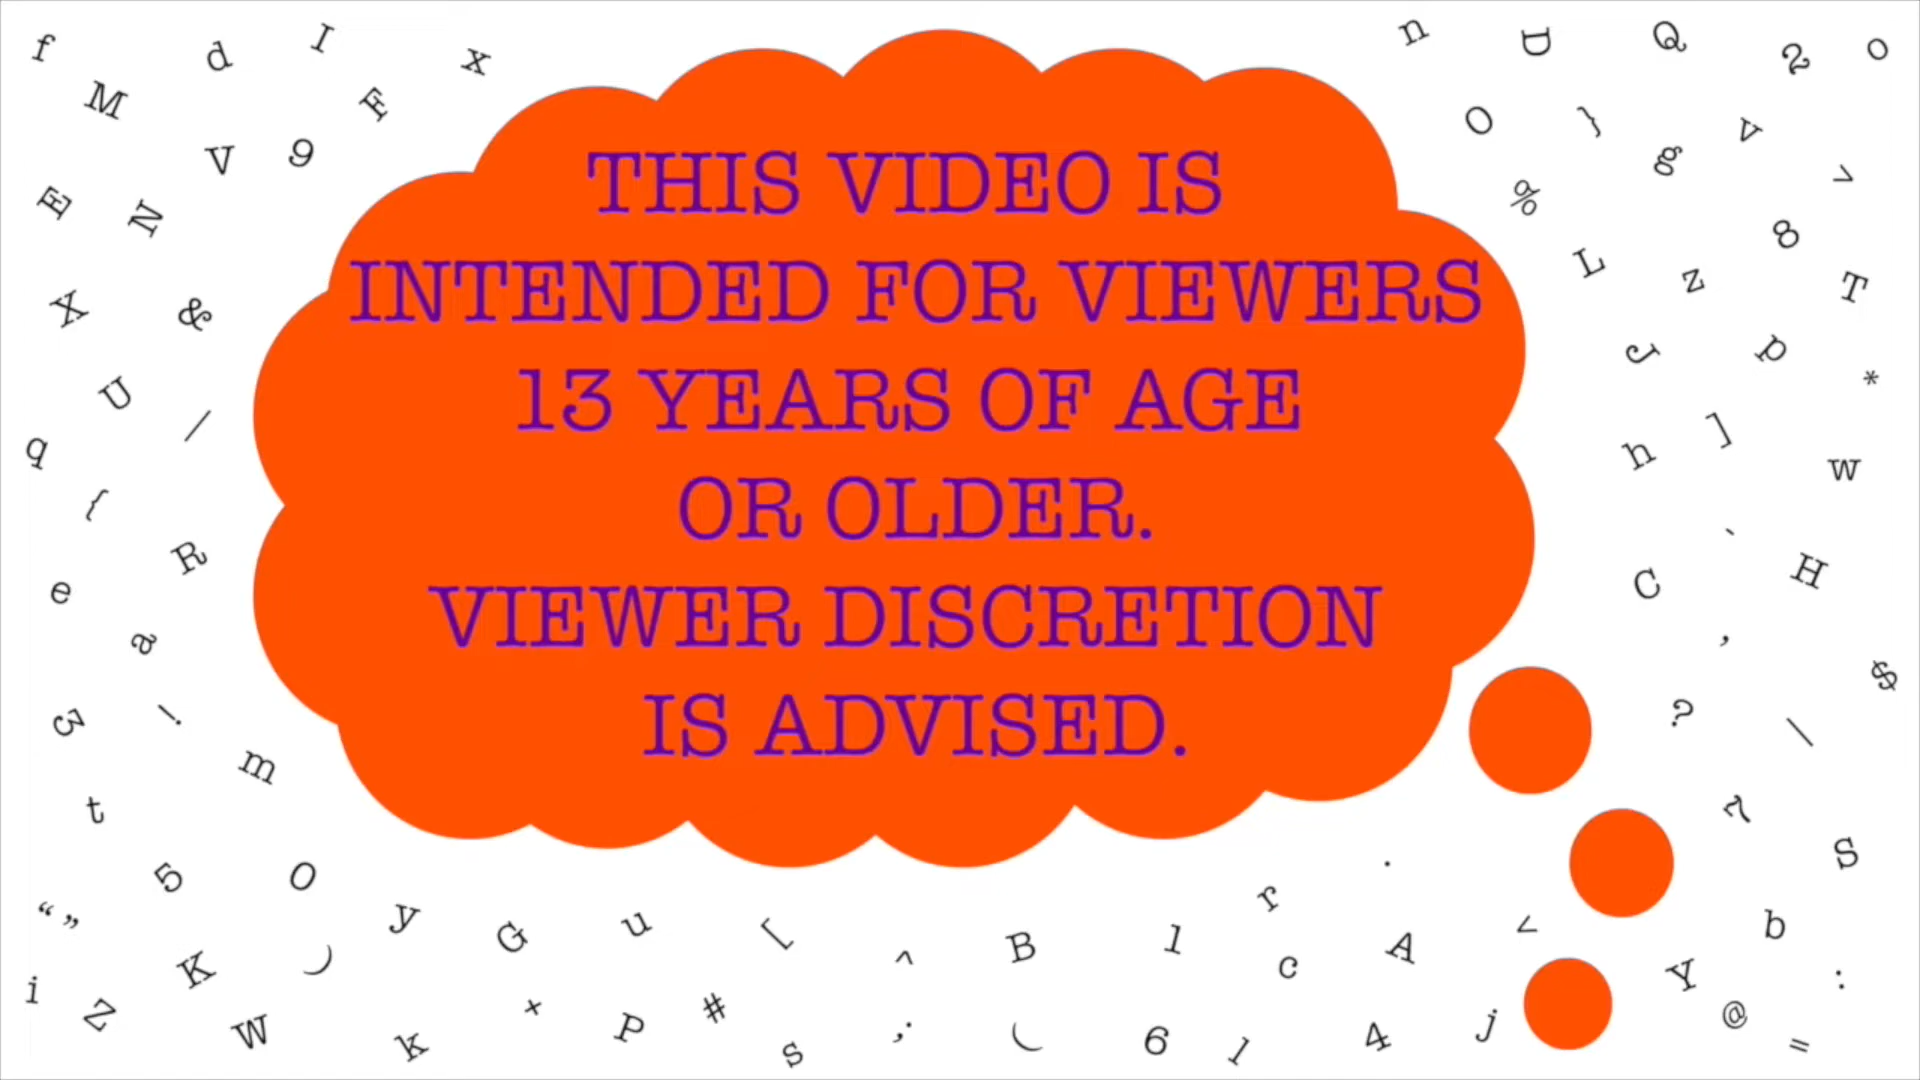 THIS VIDEO IS
INTENDED FOR VIEWERS
13 YEARS OF AGE
OR OLDER.
VIEWER DISCRETION
IS ADVISED.